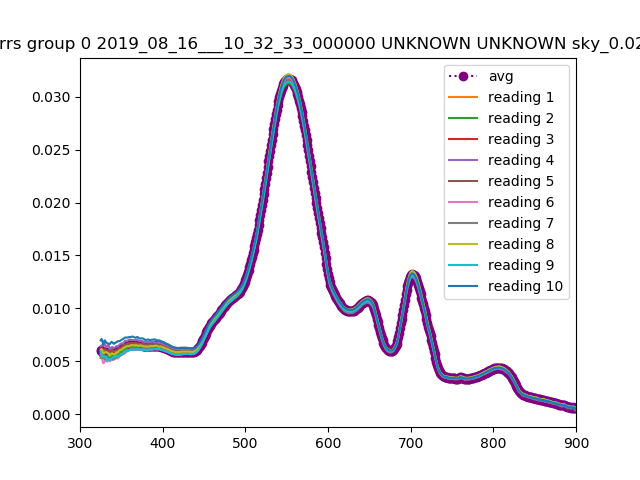 rrs group 0 2019_08_16___10_32_33_000000 UNKNOWN UNKNOWN sky_0.02
avg
reading 1
reading 2
reading 3
reading 4
reading 5
reading 6
reading 7
reading 8
reading 9
reading 10
0.030
0.025
0.020
0.015
0.010
0.005
0.000
300 400 500 600 700 800 900